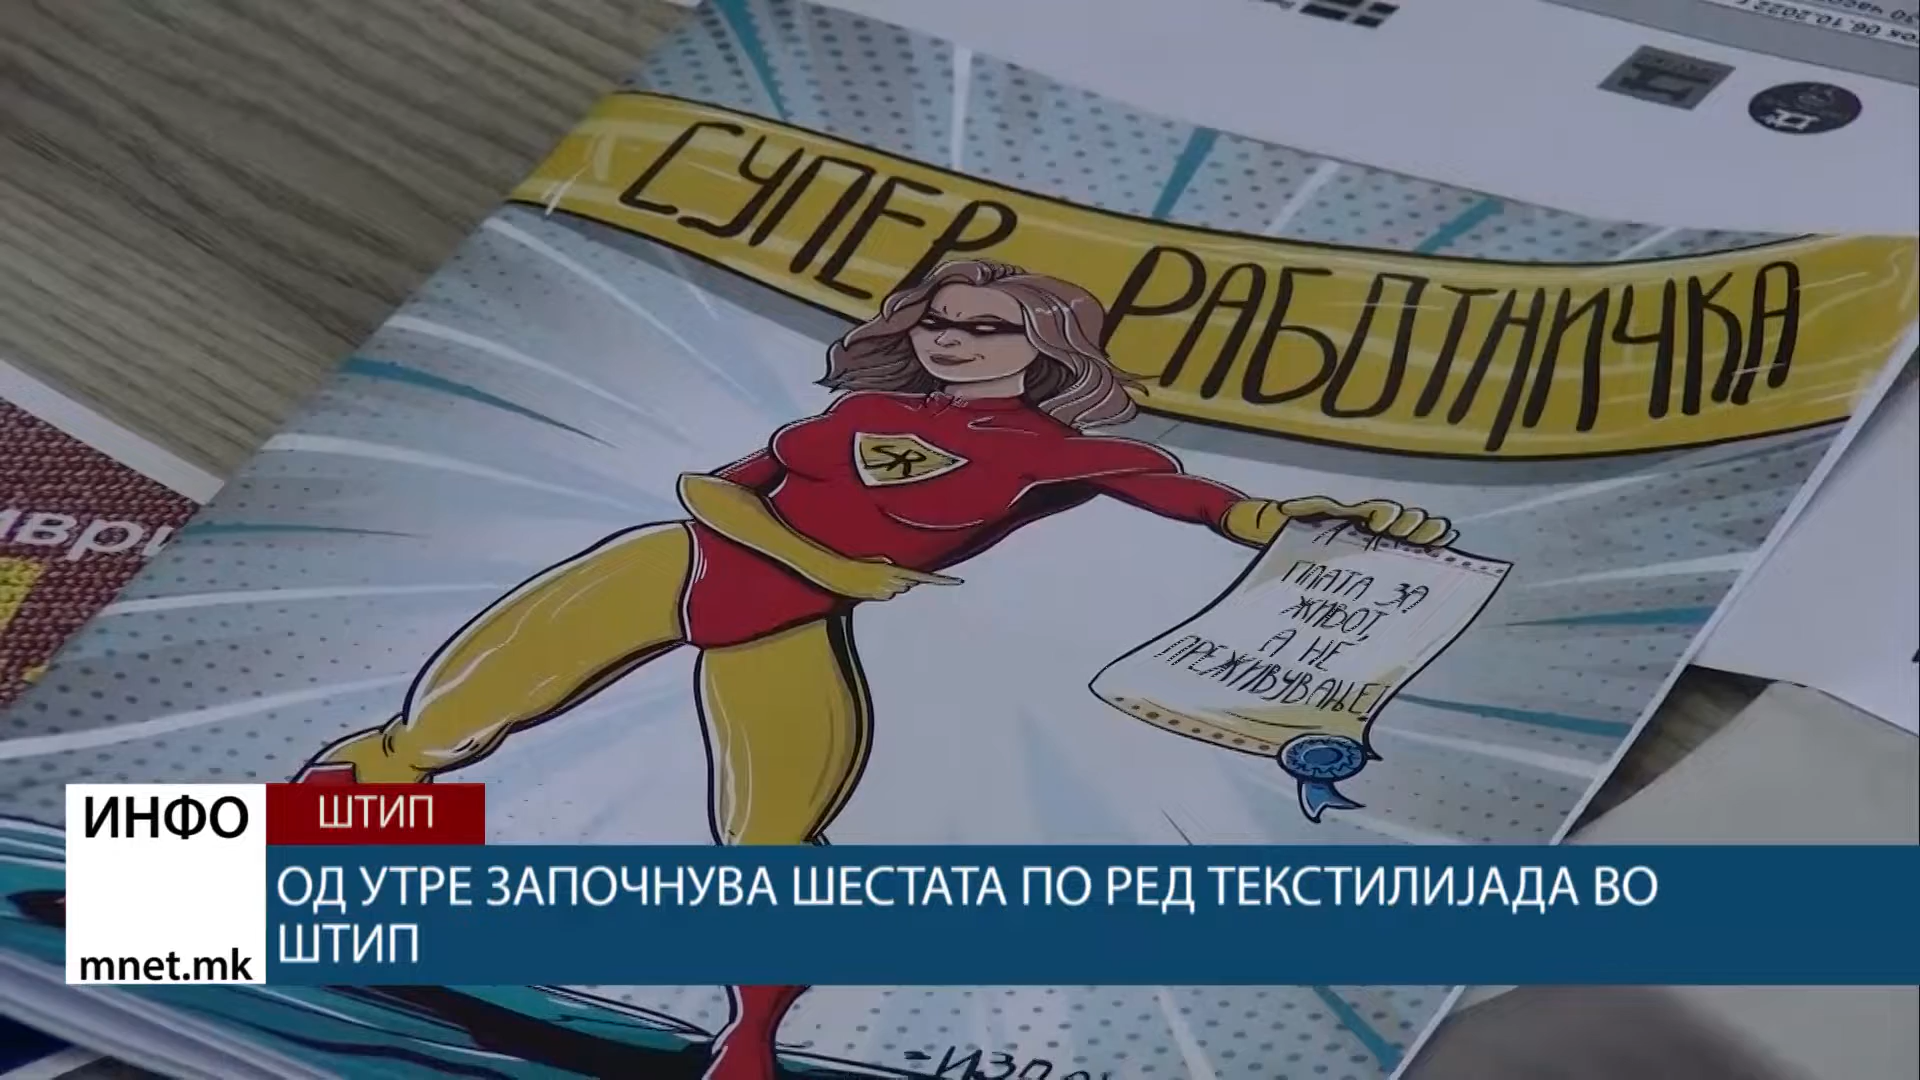 СУПЕР РАБОТНИЧКА
SR
ПЛАТА ЗА
ЖИВОТ,
А НЕ
ПРЕЖИВУВАЊЕ!
ИНФО
ШТИП
ОД УТРЕ ЗАПОЧНУВА ШЕСТАТА ПО РЕД ТЕКСТИЛИЈАДА ВО
ШТИП
mnet.mk